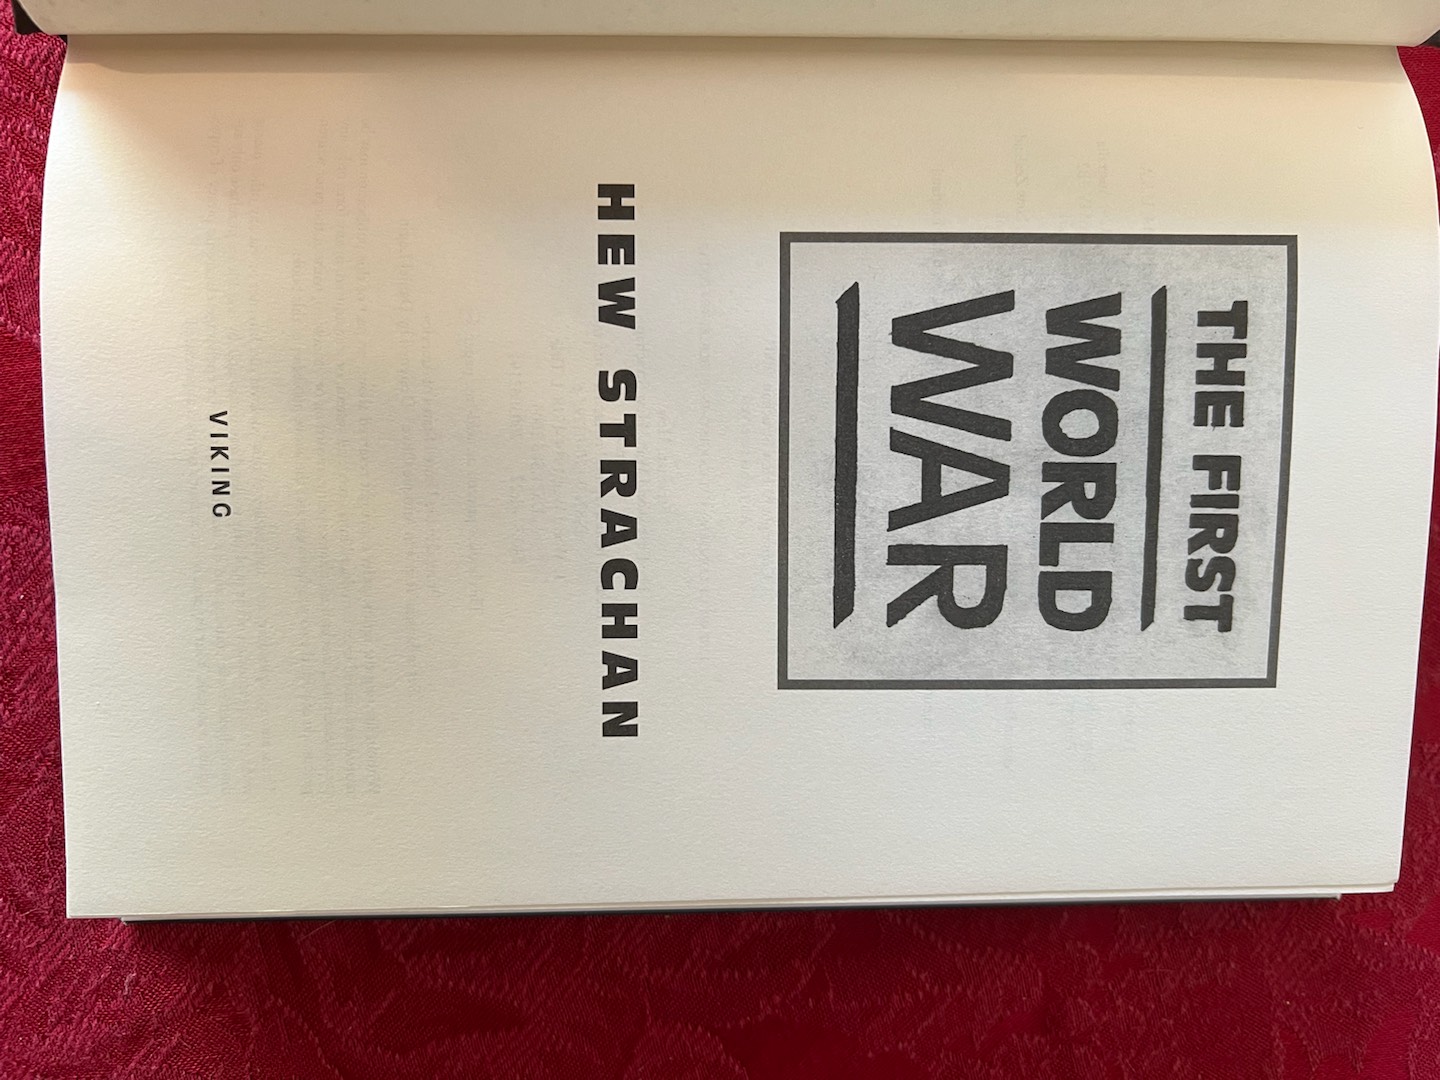 THE FIRST
WORLD
WAR
HEW STRACHAN
VIKING